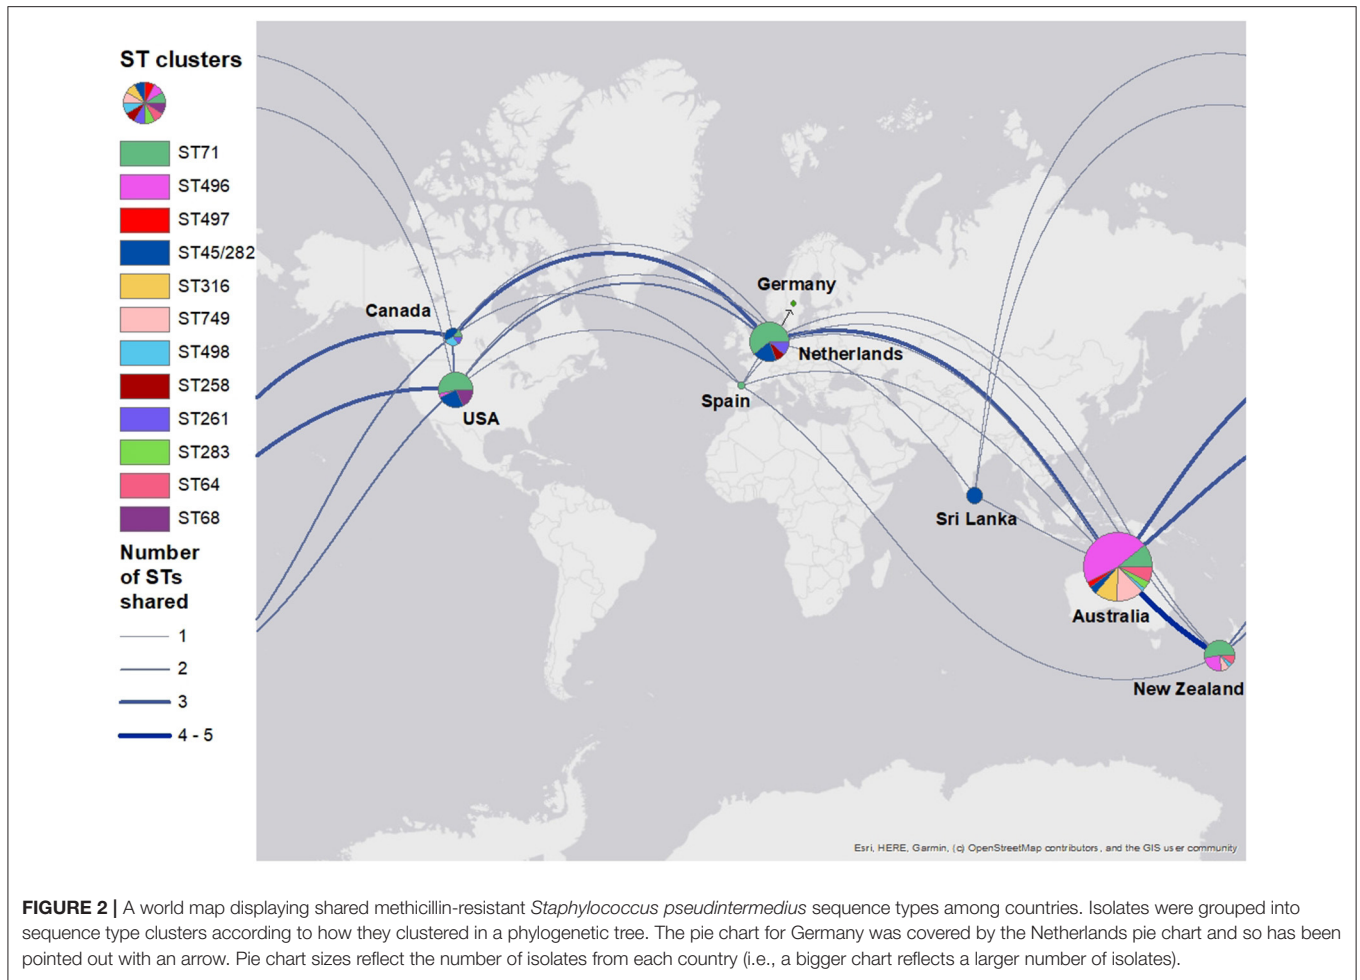 ST clusters
ST71
ST496
ST497
ST45/282
ST316
ST749
ST498
ST258
ST261
ST283
ST64
ST68
Number
of STs
shared
1
2
3
4 - 5
Canada
USA
Germany
Netherlands
Spain
Sri Lanka
Australia
New Zealand
Esri, HERE, Garmin, (c) OpenStreetMap contributors, and the GIS user community
FIGURE 2 | A world map displaying shared methicillin-resistant Staphylococcus pseudintermedius sequence types among countries. Isolates were grouped into
sequence type clusters according to how they clustered in a phylogenetic tree. The pie chart for Germany was covered by the Netherlands pie chart and so has been
pointed out with an arrow. Pie chart sizes reflect the number of isolates from each country (i.e., a bigger chart reflects a larger number of isolates).